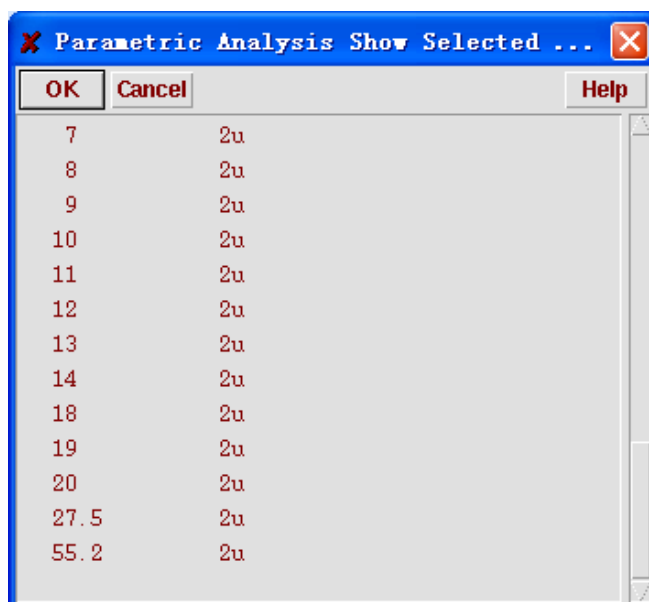 Parametric Analysis Show Selected ...
OK Cancel Help
7 2u
8 2u
9 2u
10 2u
11 2u
12 2u
13 2u
14 2u
18 2u
19 2u
20 2u
27.5 2u
55.2 2u